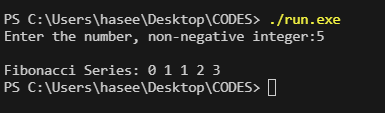 PS C:\Users\hasee\Desktop\CODES> ./run.exe
Enter the number, non-negative integer:5
Fibonacci Series: 0 1 1 2 3
PS C:\Users\hasee\Desktop\CODES>